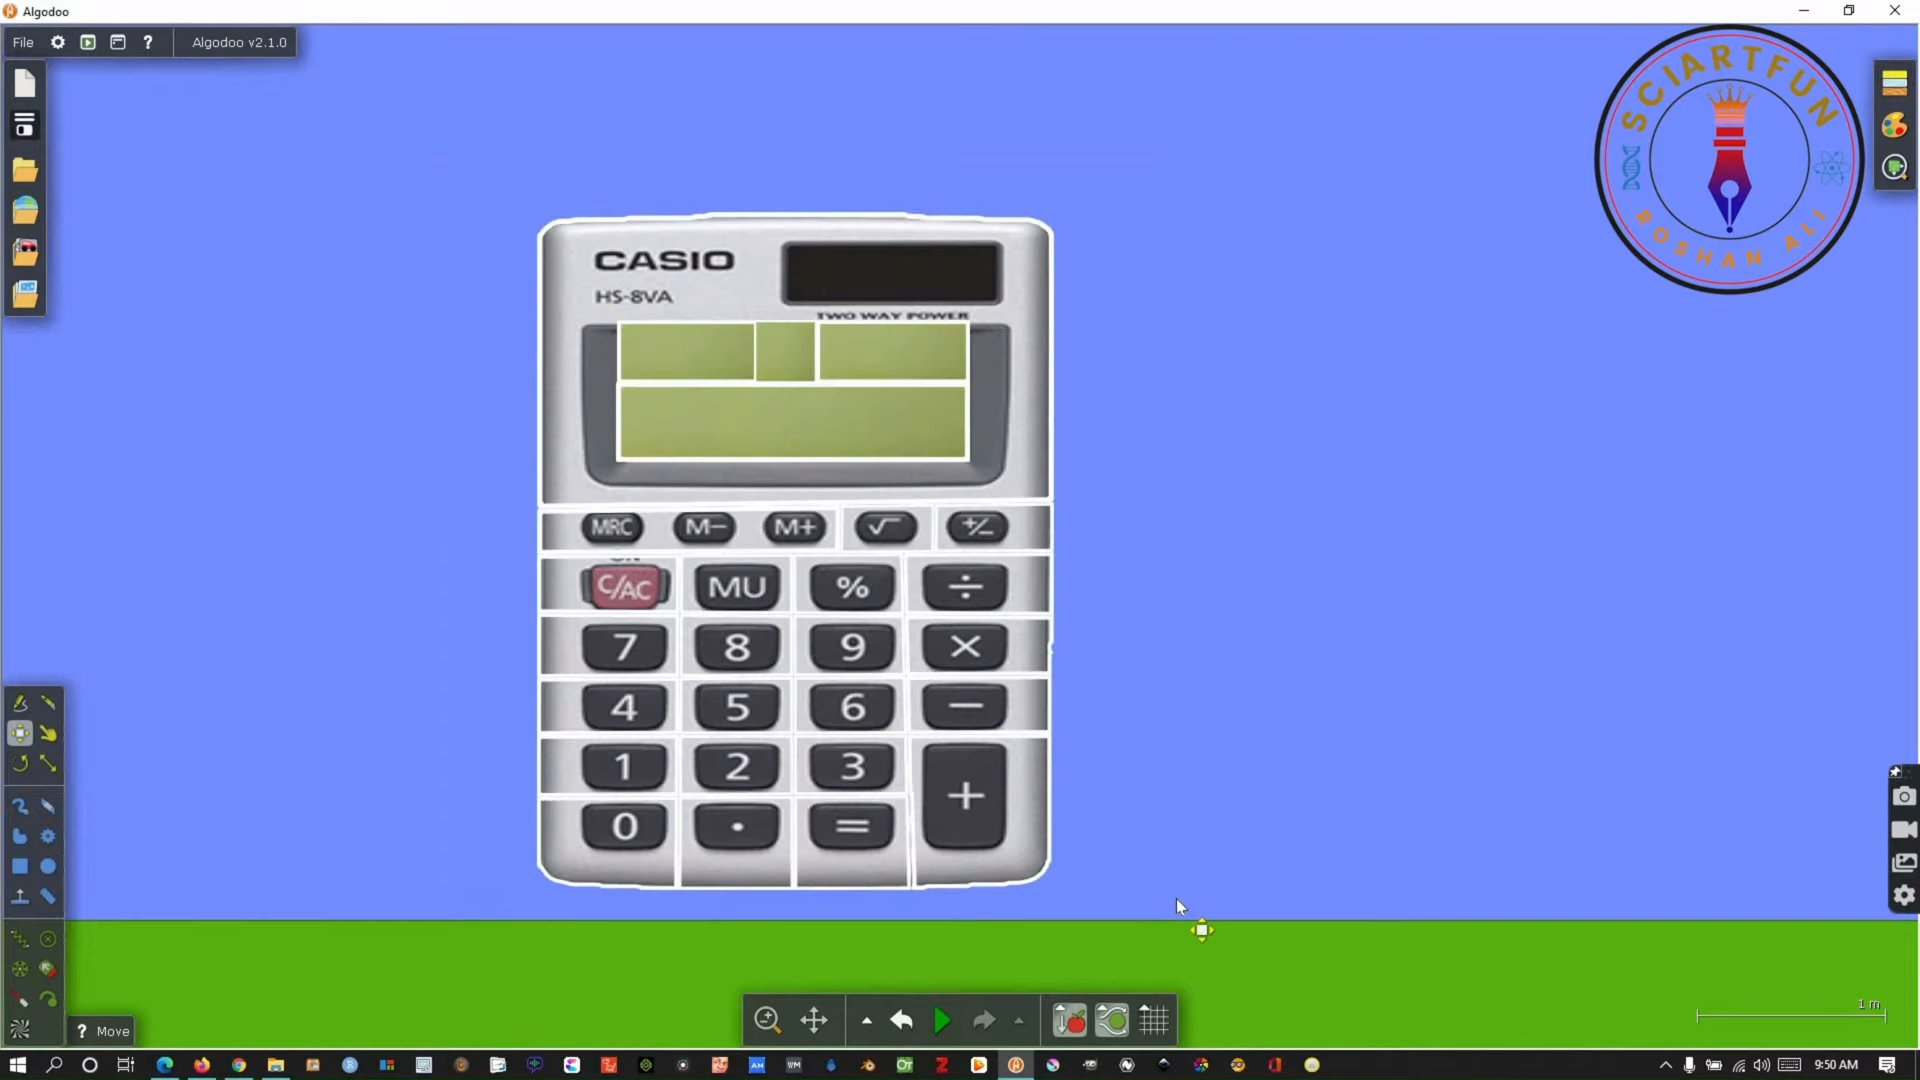 Algodoo
File ? Algodoo v2.1.0
SCIARTFUN
ROSHAN ALI
CASIO
HS-8VA
TWO WAY POWER
MRC M− M+ √ +/−
C/AC MU % ÷
7 8 9 ×
4 5 6 −
1 2 3 +
0 . =
1 m
? Move
9:50 AM